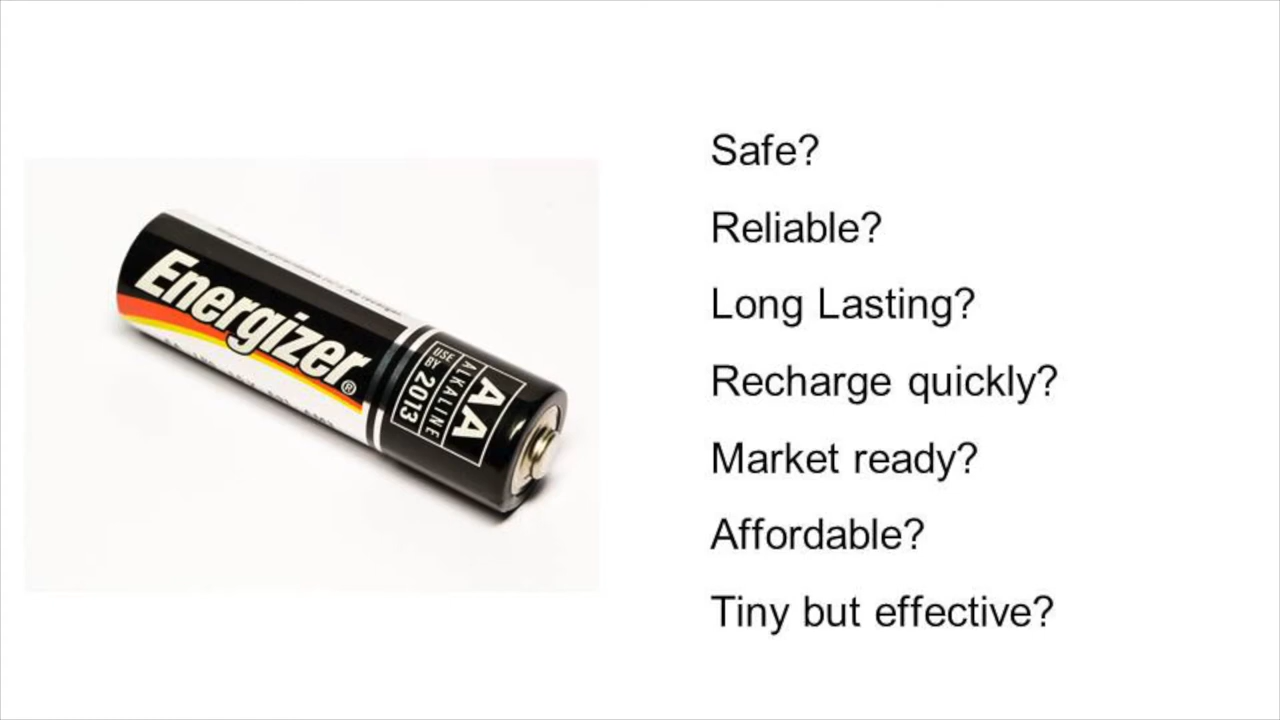 Energizer®
USE
BY 2013
ALKALINE
AA
Safe?
Reliable?
Long Lasting?
Recharge quickly?
Market ready?
Affordable?
Tiny but effective?